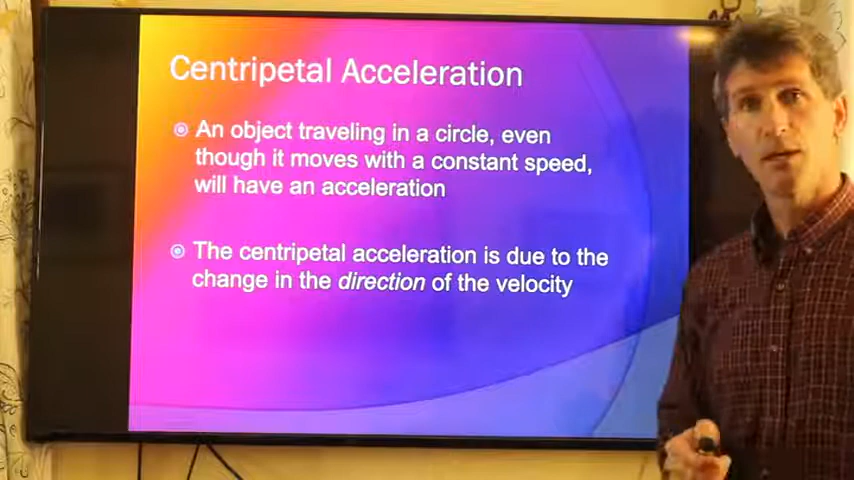 Centripetal Acceleration
An object traveling in a circle, even
though it moves with a constant speed,
will have an acceleration
The centripetal acceleration is due to the
change in the direction of the velocity